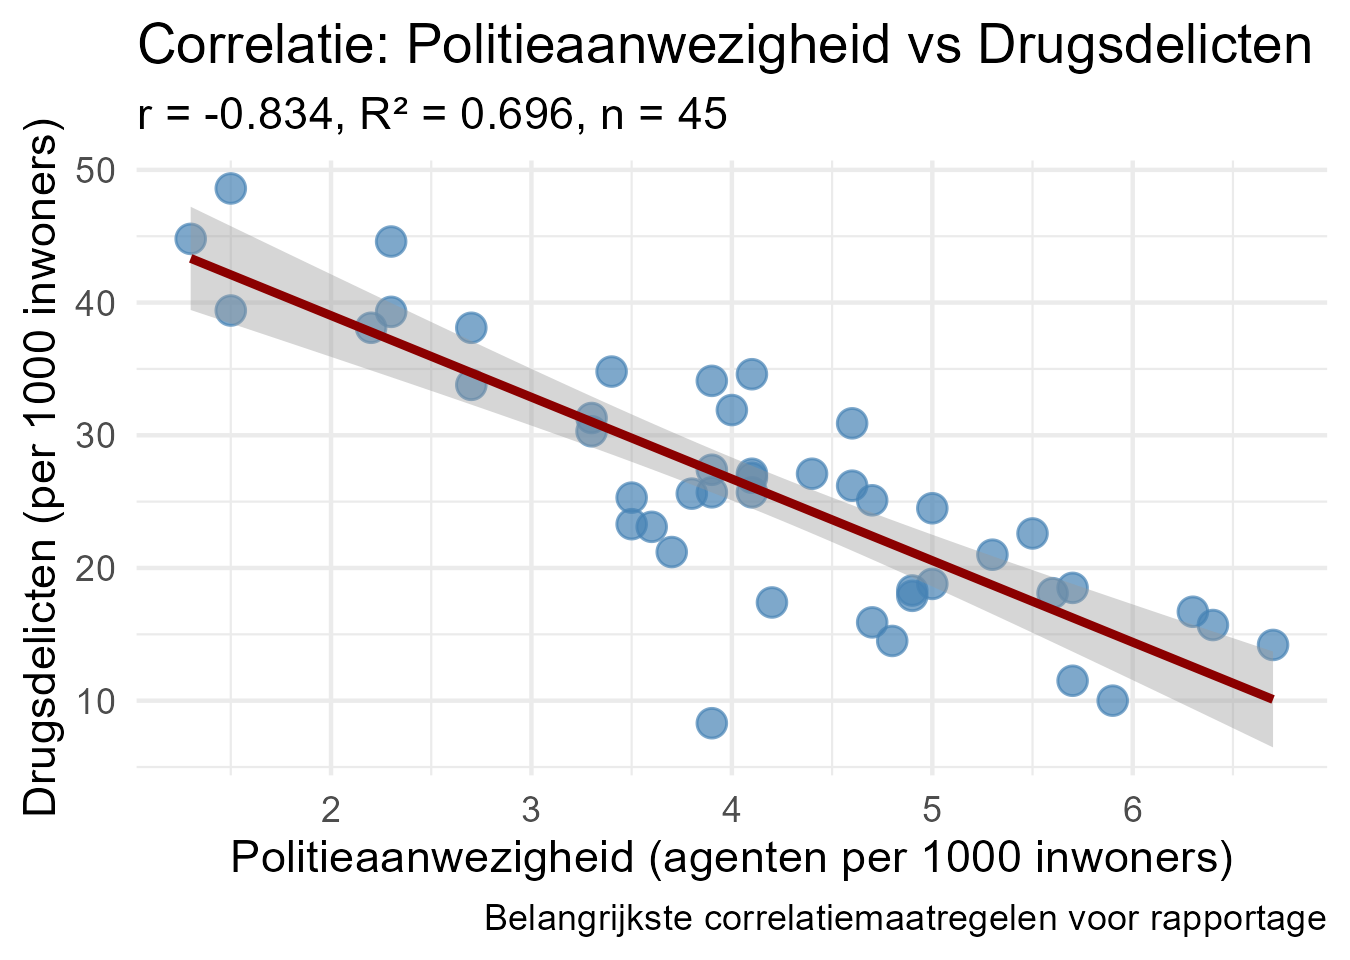 Correlatie: Politieaanwezigheid vs Drugsdelicten
r = -0.834, R² = 0.696, n = 45
Drugsdelicten (per 1000 inwoners)
50
40
30
20
10
2 3 4 5 6
Politieaanwezigheid (agenten per 1000 inwoners)
Belangrijkste correlatiemaatregelen voor rapportage